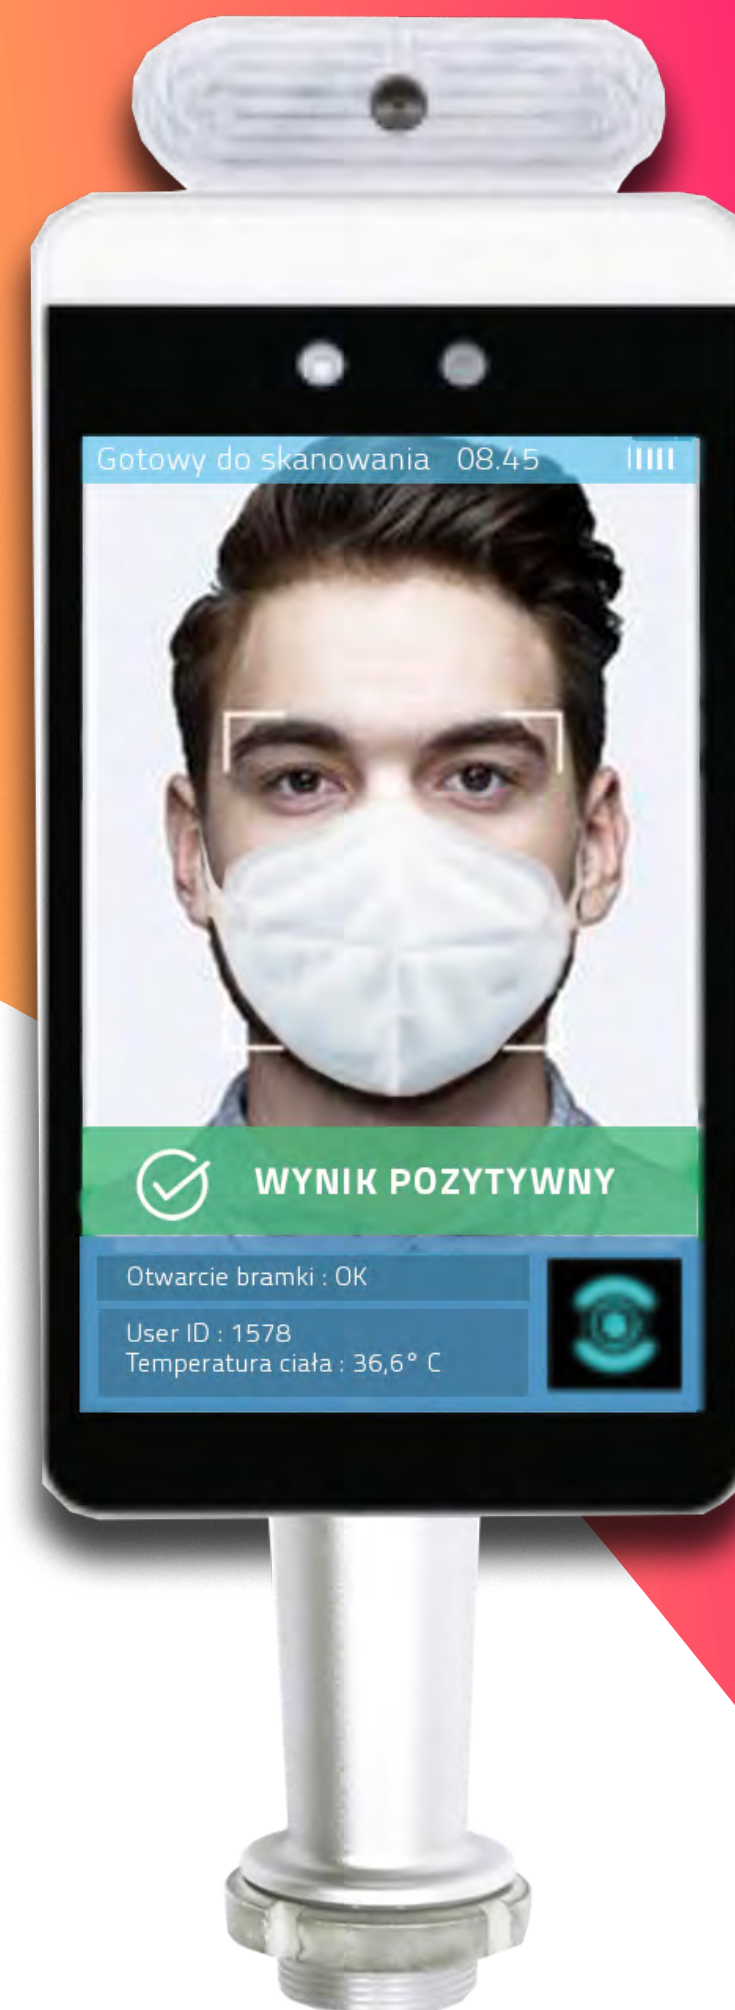 Gotowy do skanowania 08.45
WYNIK POZYTYWNY
Otwarcie bramki : OK
User ID : 1578
Temperatura ciała : 36,6° C